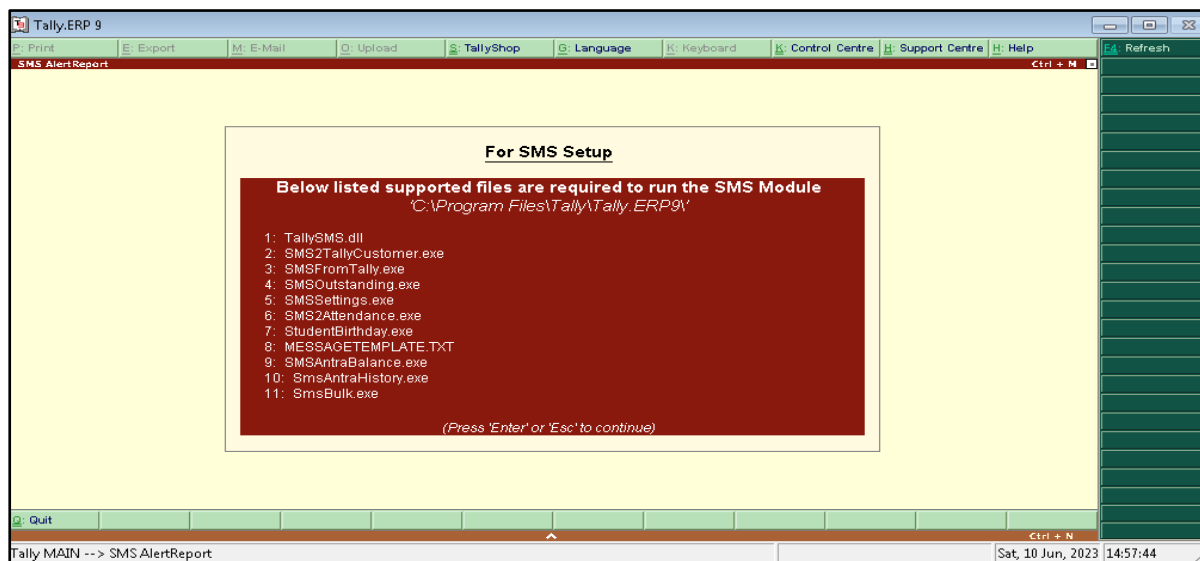 Tally.ERP 9
P: Print E: Export M: E-Mail O: Upload S: TallyShop G: Language K: Keyboard K: Control Centre H: Support Centre H: Help F4: Refresh
SMS AlertReport Ctrl + M
For SMS Setup
Below listed supported files are required to run the SMS Module
'C:\Program Files\Tally\Tally.ERP9\'
1: TallySMS.dll
2: SMS2TallyCustomer.exe
3: SMSFromTally.exe
4: SMSOutstanding.exe
5: SMSSettings.exe
6: SMS2Attendance.exe
7: StudentBirthday.exe
8: MESSAGETEMPLATE.TXT
9: SMSAntraBalance.exe
10: SmsAntraHistory.exe
11: SmsBulk.exe
(Press 'Enter' or 'Esc' to continue)
Q: Quit
Ctrl + N
Tally MAIN --> SMS AlertReport Sat, 10 Jun, 2023 14:57:44